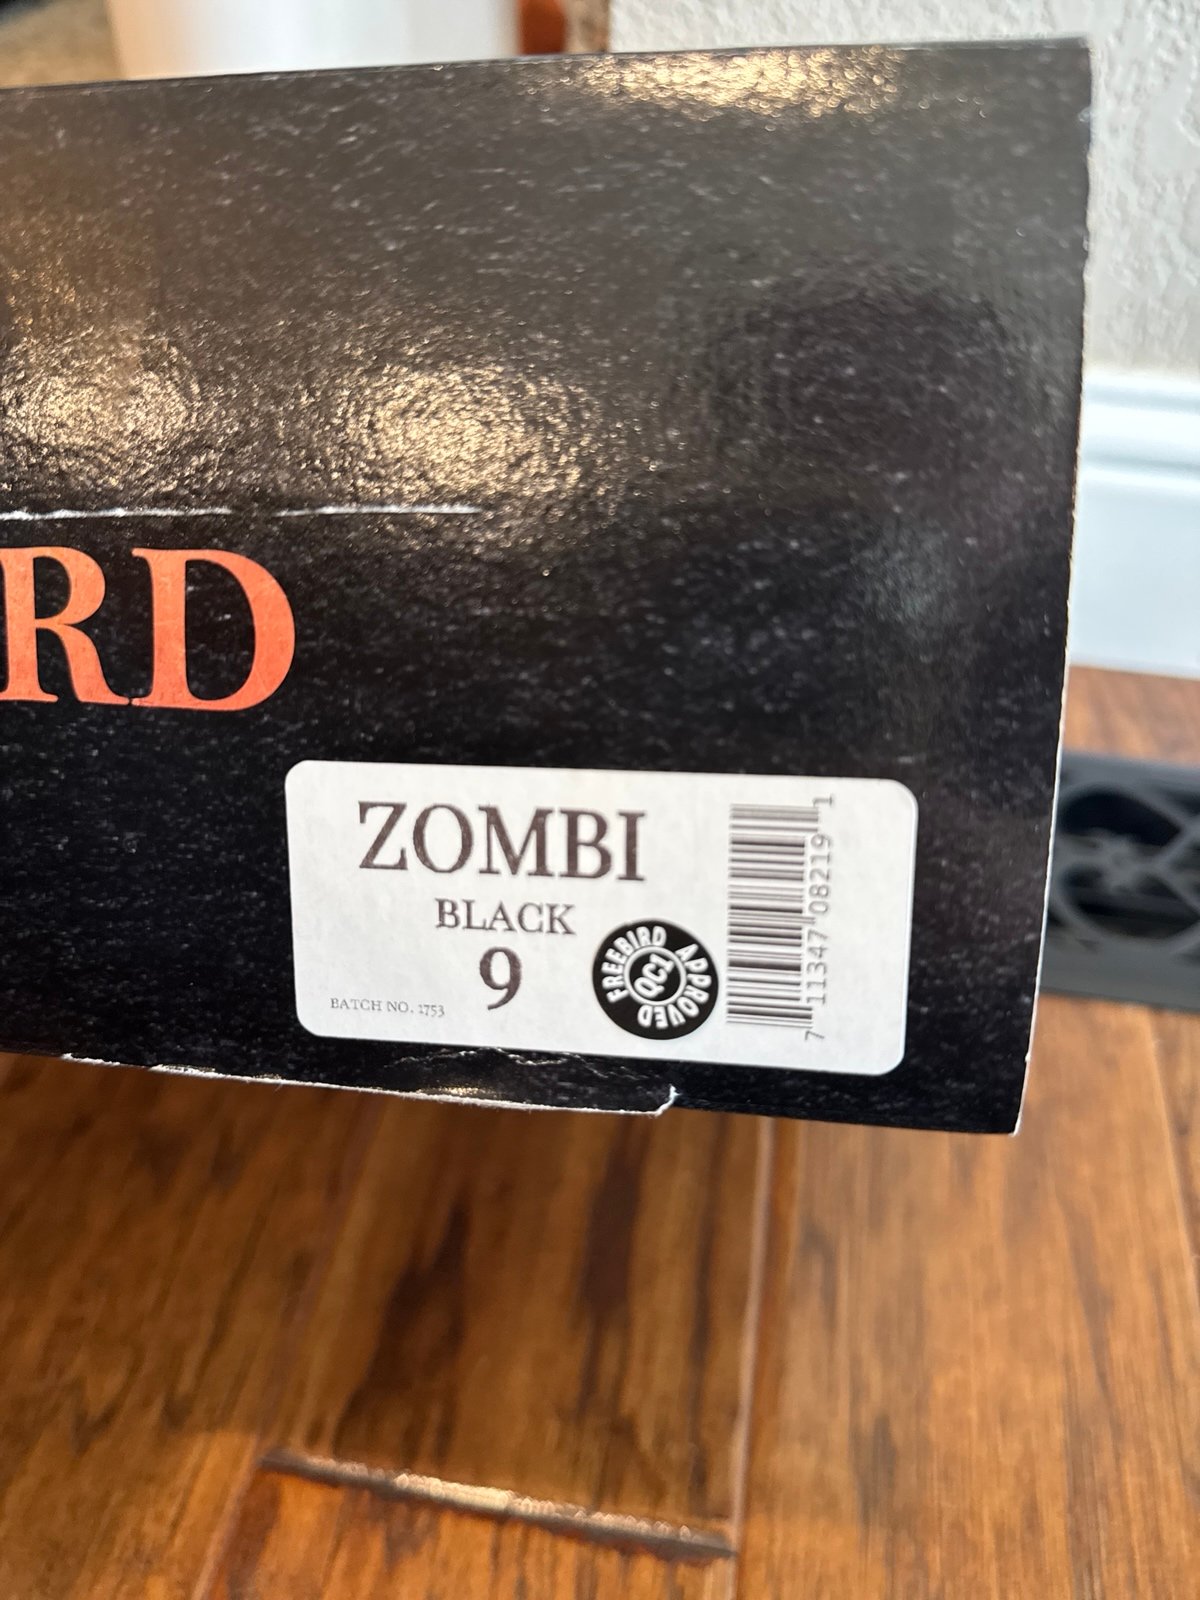 RD
ZOMBI
BLACK
9
BATCH NO. 1753
FREEBIRD APPROVED
QC1
7 11347 08219 1